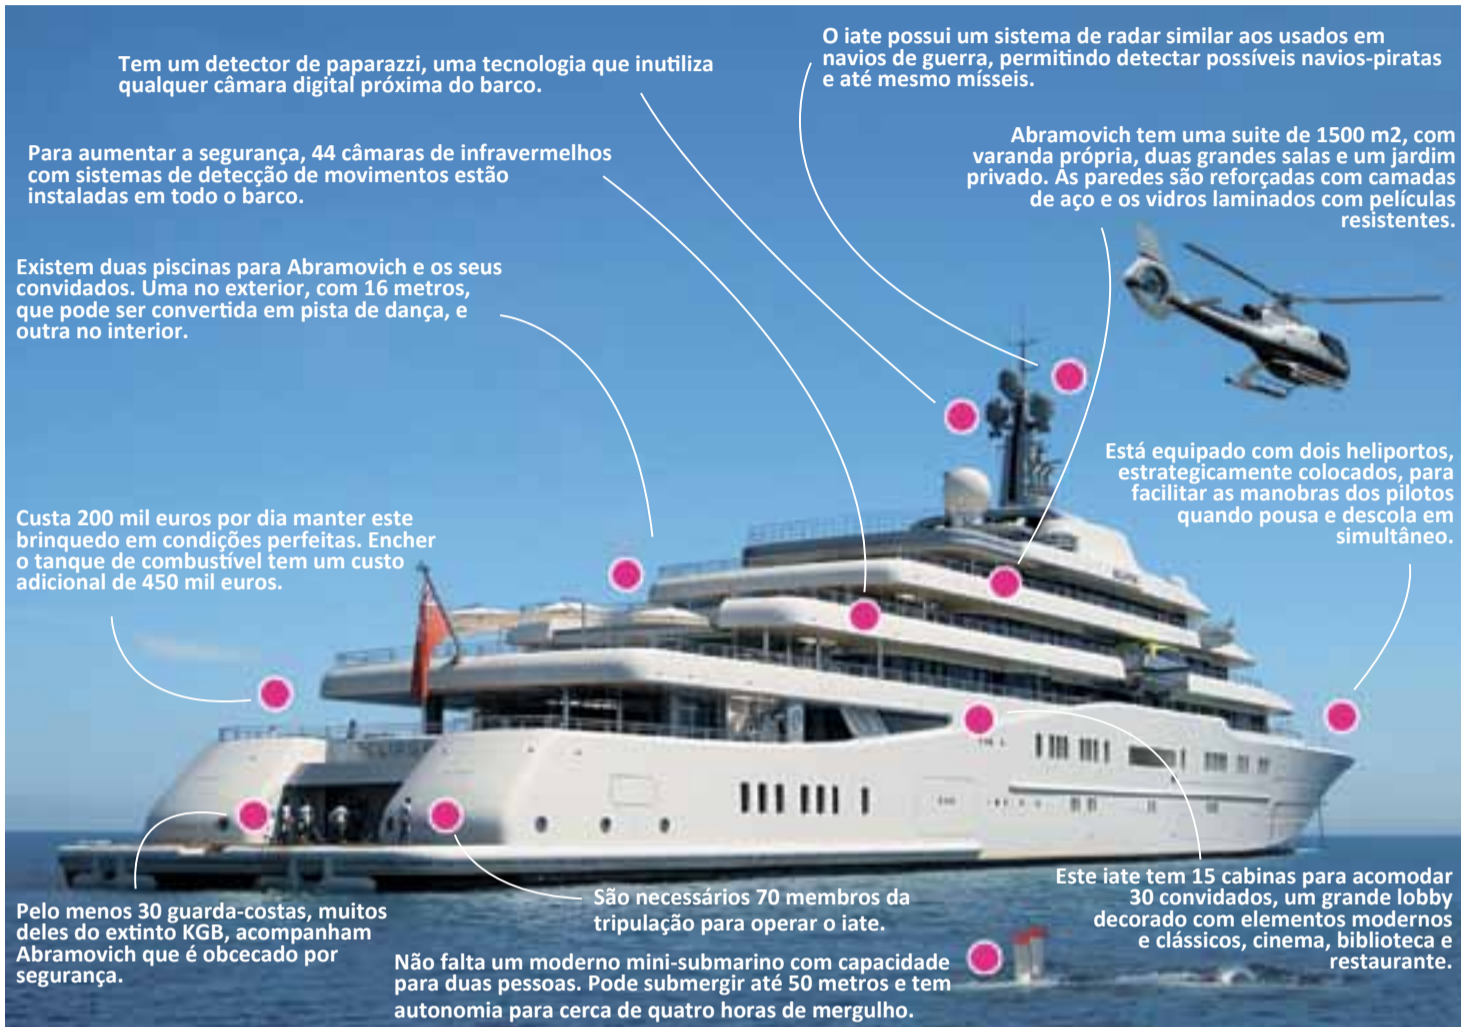 Tem um detector de paparazzi, uma tecnologia que inutiliza
qualquer câmara digital próxima do barco.
O iate possui um sistema de radar similar aos usados em
navios de guerra, permitindo detectar possíveis navios-piratas
e até mesmo mísseis.
Para aumentar a segurança, 44 câmaras de infravermelhos
com sistemas de detecção de movimentos estão
instaladas em todo o barco.
Abramovich tem uma suite de 1500 m2, com
varanda própria, duas grandes salas e um jardim
privado. As paredes são reforçadas com camadas
de aço e os vidros laminados com películas
resistentes.
Existem duas piscinas para Abramovich e os seus
convidados. Uma no exterior, com 16 metros,
que pode ser convertida em pista de dança, e
outra no interior.
Está equipado com dois heliportos,
estrategicamente colocados, para
facilitar as manobras dos pilotos
quando pousa e descola em
simultâneo.
Custa 200 mil euros por dia manter este
brinquedo em condições perfeitas. Encher
o tanque de combustível tem um custo
adicional de 450 mil euros.
Pelo menos 30 guarda-costas, muitos
deles do extinto KGB, acompanham
Abramovich que é obcecado por
segurança.
São necessários 70 membros da
tripulação para operar o iate.
Este iate tem 15 cabinas para acomodar
30 convidados, um grande lobby
decorado com elementos modernos
e clássicos, cinema, biblioteca e
restaurante.
Não falta um moderno mini-submarino com capacidade
para duas pessoas. Pode submergir até 50 metros e tem
autonomia para cerca de quatro horas de mergulho.